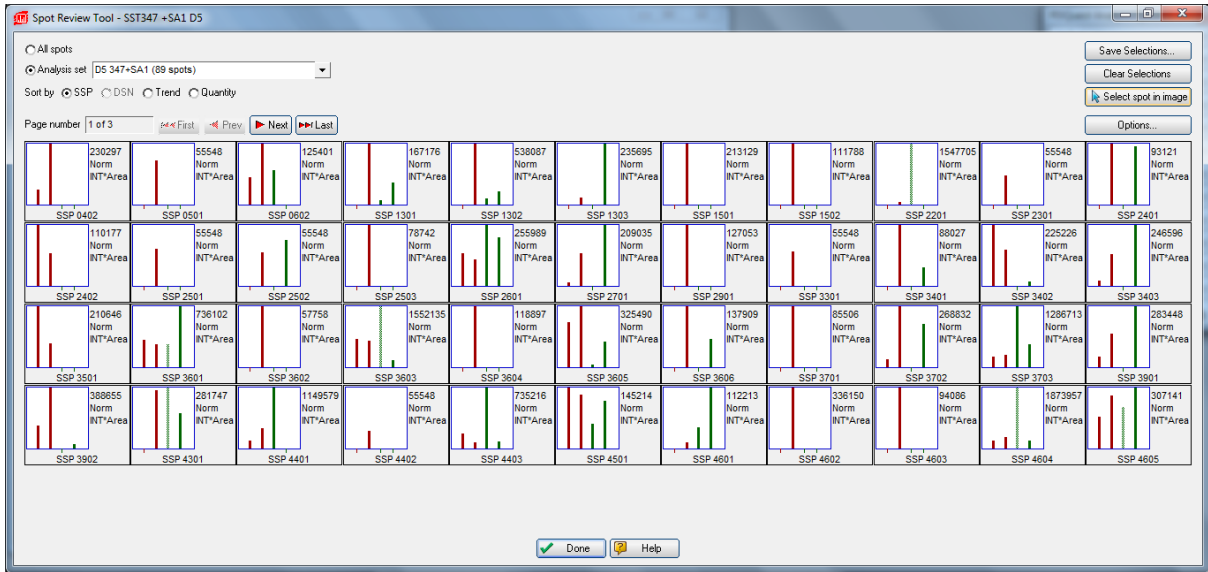 Spot Review Tool - SST347 +SA1 D5
All spots
Save Selections...
Analysis set D5 347+SA1 (89 spots)
Clear Selections
Sort by SSP DSN Trend Quantity
Select spot in image
Page number 1 of 3 First Prev Next Last
Options...
230297 55548 125401 167176 538087 235695 213129 111788 1547705 55548 93121
Norm Norm Norm Norm Norm Norm Norm Norm Norm Norm Norm
INT*Area INT*Area INT*Area INT*Area INT*Area INT*Area INT*Area INT*Area INT*Area INT*Area INT*Area
SSP 0402 SSP 0501 SSP 0602 SSP 1301 SSP 1302 SSP 1303 SSP 1501 SSP 1502 SSP 2201 SSP 2301 SSP 2401
110177 55548 55548 78742 255989 209035 127053 55548 88027 225226 246596
Norm Norm Norm Norm Norm Norm Norm Norm Norm Norm Norm
INT*Area INT*Area INT*Area INT*Area INT*Area INT*Area INT*Area INT*Area INT*Area INT*Area INT*Area
SSP 2402 SSP 2501 SSP 2502 SSP 2503 SSP 2601 SSP 2701 SSP 2901 SSP 3301 SSP 3401 SSP 3402 SSP 3403
210646 736102 57758 1552135 118897 325490 137909 85506 268832 1286713 283448
Norm Norm Norm Norm Norm Norm Norm Norm Norm Norm Norm
INT*Area INT*Area INT*Area INT*Area INT*Area INT*Area INT*Area INT*Area INT*Area INT*Area INT*Area
SSP 3501 SSP 3601 SSP 3602 SSP 3603 SSP 3604 SSP 3605 SSP 3606 SSP 3701 SSP 3702 SSP 3703 SSP 3901
388655 281747 1149579 55548 735216 145214 112213 336150 94086 1873957 307141
Norm Norm Norm Norm Norm Norm Norm Norm Norm Norm Norm
INT*Area INT*Area INT*Area INT*Area INT*Area INT*Area INT*Area INT*Area INT*Area INT*Area INT*Area
SSP 3902 SSP 4301 SSP 4401 SSP 4402 SSP 4403 SSP 4501 SSP 4601 SSP 4602 SSP 4603 SSP 4604 SSP 4605
Done Help